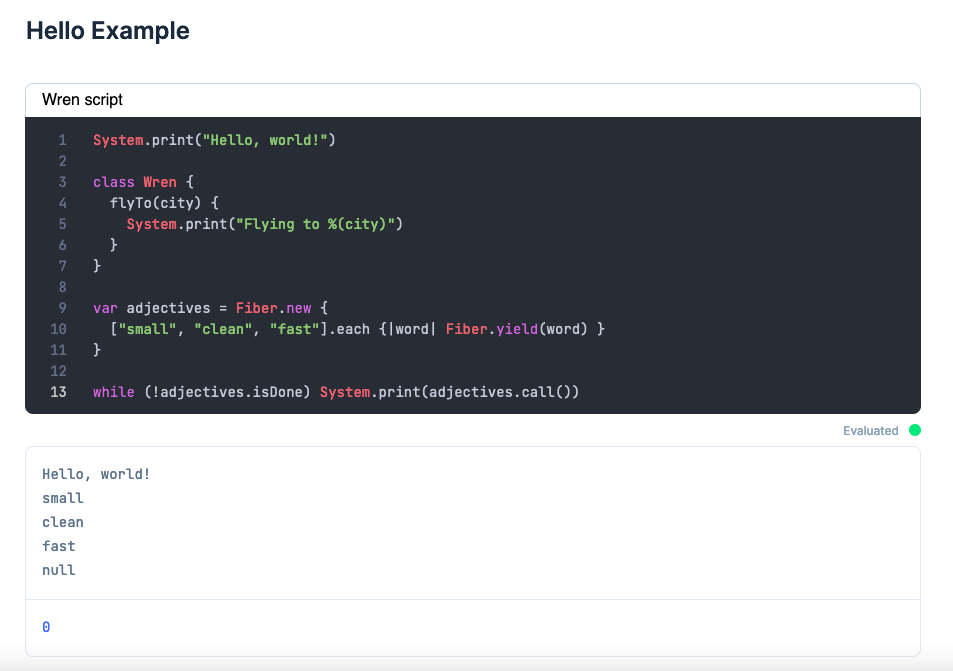 Hello Example
Wren script
1 System.print("Hello, world!")
2
3 class Wren {
4   flyTo(city) {
5     System.print("Flying to %(city)")
6   }
7 }
8
9 var adjectives = Fiber.new {
10   ["small", "clean", "fast"].each {|word| Fiber.yield(word) }
11 }
12
13 while (!adjectives.isDone) System.print(adjectives.call())
Evaluated
Hello, world!
small
clean
fast
null
0